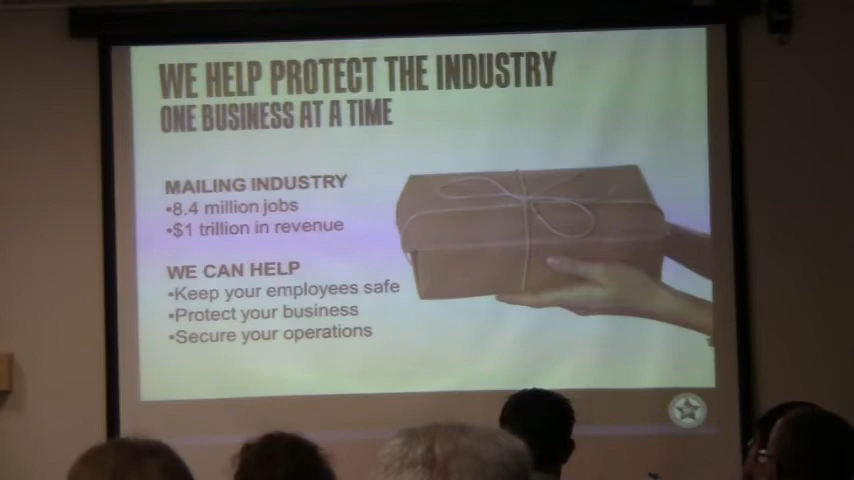 WE HELP PROTECT THE INDUSTRY
ONE BUSINESS AT A TIME
MAILING INDUSTRY
•8.4 million jobs
•$1 trillion in revenue
WE CAN HELP
•Keep your employees safe
•Protect your business
•Secure your operations